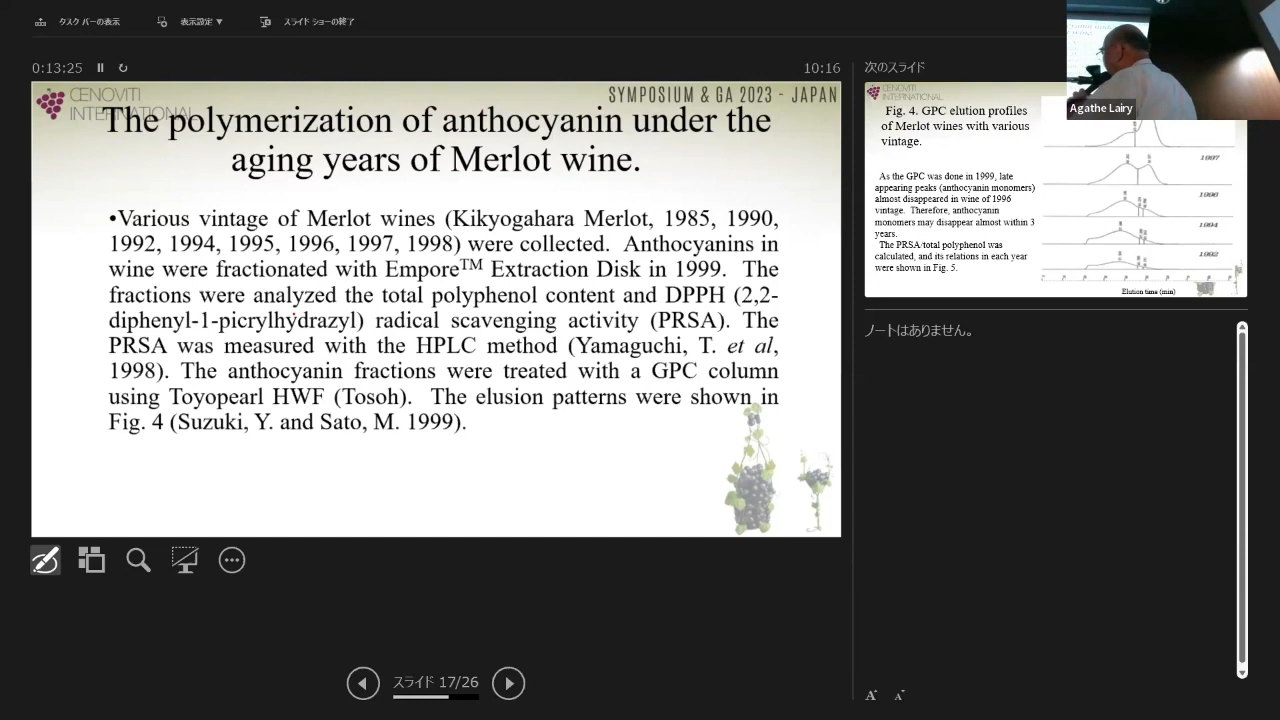 タスク バーの表示
表示設定 ▼
スライド ショーの終了
0:13:25
10:16
CENOVITI
INTERNATIONAL
SYMPOSIUM & GA 2023 - JAPAN
The polymerization of anthocyanin under the
aging years of Merlot wine.
•Various vintage of Merlot wines (Kikyogahara Merlot, 1985, 1990,
1992, 1994, 1995, 1996, 1997, 1998) were collected. Anthocyanins in
wine were fractionated with Empore™ Extraction Disk in 1999. The
fractions were analyzed the total polyphenol content and DPPH (2,2-
diphenyl-1-picrylhydrazyl) radical scavenging activity (PRSA). The
PRSA was measured with the HPLC method (Yamaguchi, T. et al,
1998). The anthocyanin fractions were treated with a GPC column
using Toyopearl HWF (Tosoh). The elusion patterns were shown in
Fig. 4 (Suzuki, Y. and Sato, M. 1999).
スライド 17/26
次のスライド
Agathe Lairy
CENOVITI
INTERNATIONAL
Fig. 4. GPC elution profiles
of Merlot wines with various
vintage.
As the GPC was done in 1999, late
appearing peaks (anthocyanin monomers)
almost disappeared in wine of 1996
vintage. Therefore, anthocyanin
monomers may disappear almost within 3
years.
The PRSA/total polyphenol was
calculated, and its relations in each year
were shown in Fig. 5.
1997
1996
1994
1992
Elution time (min)
ノートはありません。
A
A